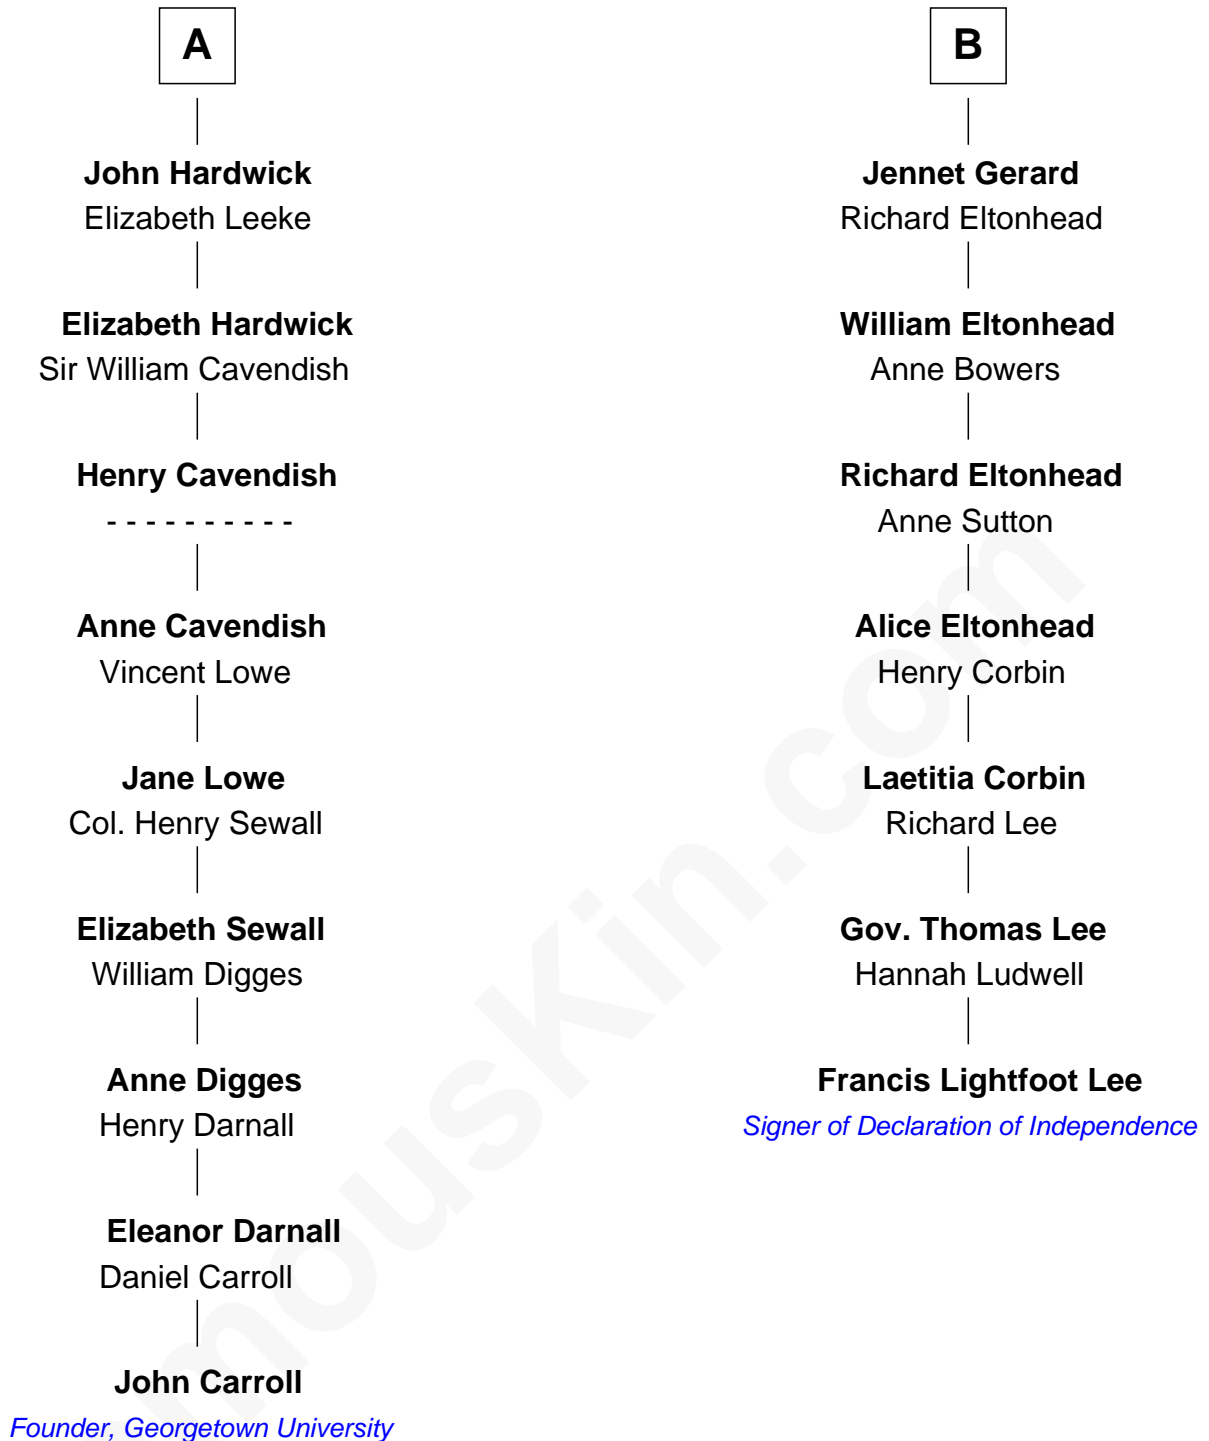 A
John Hardwick
Elizabeth Leeke
Elizabeth Hardwick
Sir William Cavendish
Henry Cavendish
- - - - - - - - - -
Anne Cavendish
Vincent Lowe
Jane Lowe
Col. Henry Sewall
Elizabeth Sewall
William Digges
Anne Digges
Henry Darnall
Eleanor Darnall
Daniel Carroll
John Carroll
Founder, Georgetown University
B
Jennet Gerard
Richard Eltonhead
William Eltonhead
Anne Bowers
Richard Eltonhead
Anne Sutton
Alice Eltonhead
Henry Corbin
Laetitia Corbin
Richard Lee
Gov. Thomas Lee
Hannah Ludwell
Francis Lightfoot Lee
Signer of Declaration of Independence
mousKin.com